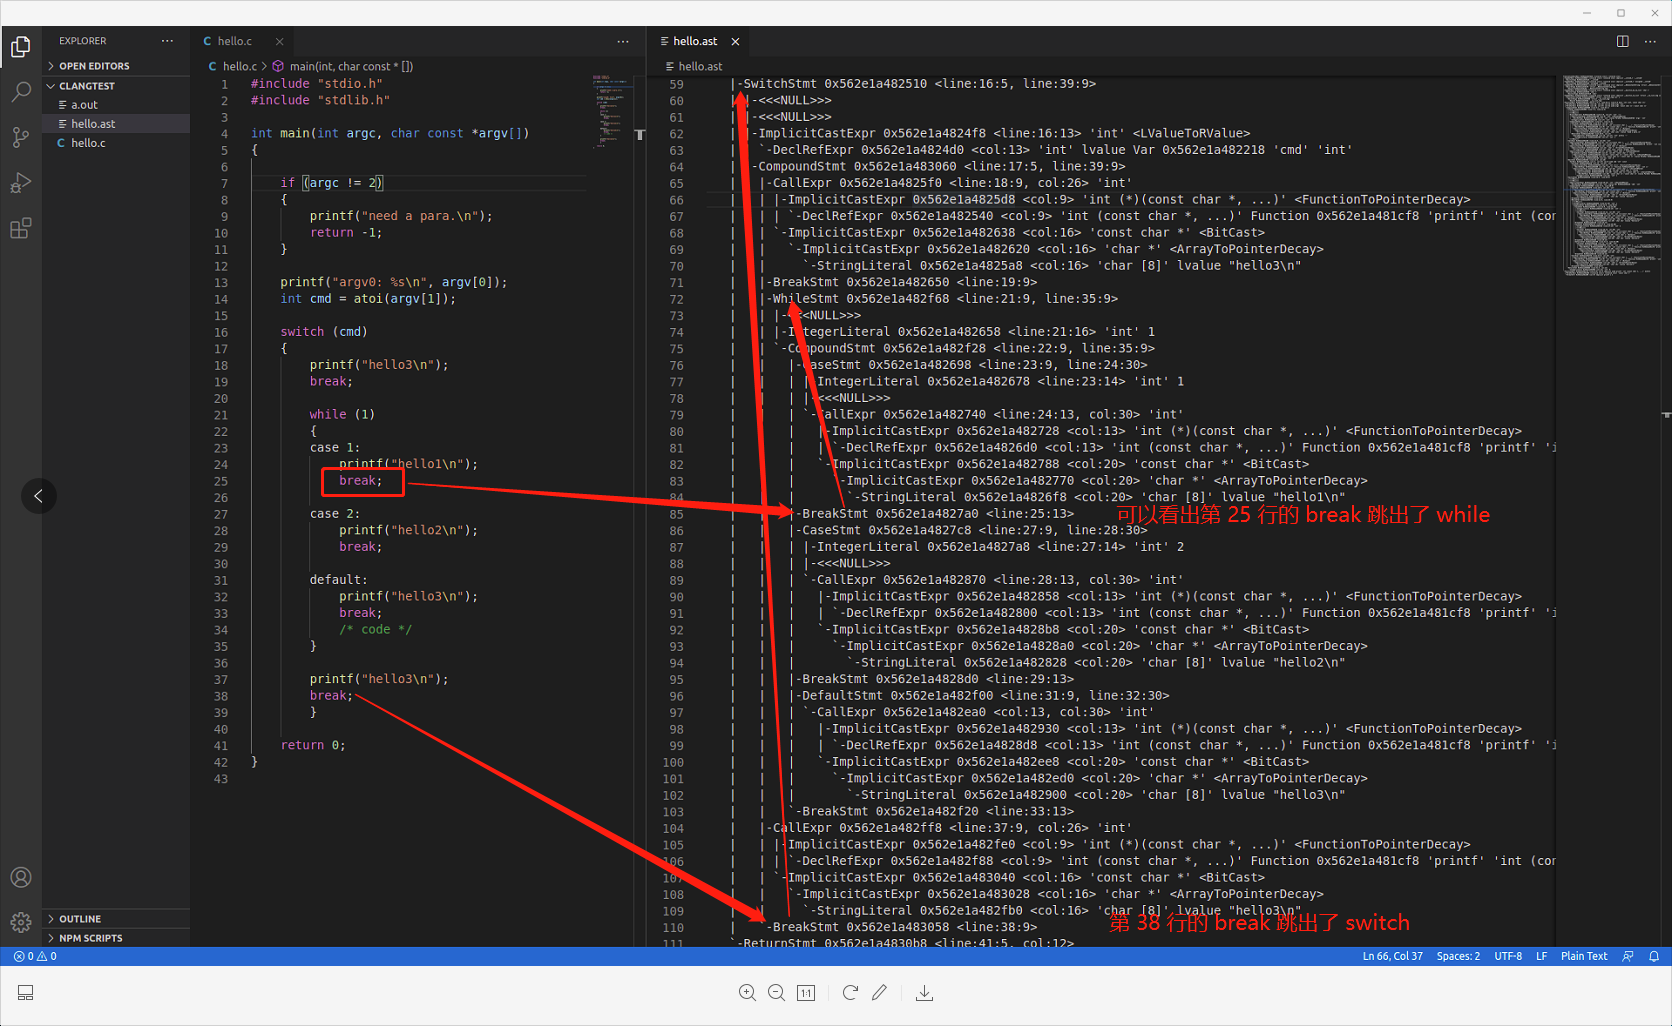 EXPLORER
OPEN EDITORS
CLANGTEST
a.out
hello.ast
C hello.c
OUTLINE
NPM SCRIPTS
C hello.c
C hello.c > main(int, char const * [])
1 #include "stdio.h"
2 #include "stdlib.h"
3
4 int main(int argc, char const *argv[])
5 {
6
7 if (argc != 2)
8 {
9 printf("need a para.\n");
10 return -1;
11 }
12
13 printf("argv0: %s\n", argv[0]);
14 int cmd = atoi(argv[1]);
15
16 switch (cmd)
17 {
18 printf("hello3\n");
19 break;
20
21 while (1)
22 {
23 case 1:
24 printf("hello1\n");
25 break;
26
27 case 2:
28 printf("hello2\n");
29 break;
30
31 default:
32 printf("hello3\n");
33 break;
34 /* code */
35 }
36
37 printf("hello3\n");
38 break;
39 }
40
41 return 0;
42 }
43
hello.ast
hello.ast
59 |-SwitchStmt 0x562e1a482510 <line:16:5, line:39:9>
60 | |-<<<NULL>>>
61 | |-<<<NULL>>>
62 | |-ImplicitCastExpr 0x562e1a4824f8 <line:16:13> 'int' <LValueToRValue>
63 | | `-DeclRefExpr 0x562e1a4824d0 <col:13> 'int' lvalue Var 0x562e1a482218 'cmd' 'int'
64 | `-CompoundStmt 0x562e1a483060 <line:17:5, line:39:9>
65 | |-CallExpr 0x562e1a4825f0 <line:18:9, col:26> 'int'
66 | | |-ImplicitCastExpr 0x562e1a4825d8 <col:9> 'int (*)(const char *, ...)' <FunctionToPointerDecay>
67 | | | `-DeclRefExpr 0x562e1a482540 <col:9> 'int (const char *, ...)' Function 0x562e1a481cf8 'printf' 'int (con
68 | | `-ImplicitCastExpr 0x562e1a482638 <col:16> 'const char *' <BitCast>
69 | | `-ImplicitCastExpr 0x562e1a482620 <col:16> 'char *' <ArrayToPointerDecay>
70 | | `-StringLiteral 0x562e1a4825a8 <col:16> 'char [8]' lvalue "hello3\n"
71 | |-BreakStmt 0x562e1a482650 <line:19:9>
72 | |-WhileStmt 0x562e1a482f68 <line:21:9, line:35:9>
73 | | |-<<<NULL>>>
74 | | |-IntegerLiteral 0x562e1a482658 <line:21:16> 'int' 1
75 | | `-CompoundStmt 0x562e1a482f28 <line:22:9, line:35:9>
76 | | |-CaseStmt 0x562e1a482698 <line:23:9, line:24:30>
77 | | | |-IntegerLiteral 0x562e1a482678 <line:23:14> 'int' 1
78 | | | |-<<<NULL>>>
79 | | | `-CallExpr 0x562e1a482740 <line:24:13, col:30> 'int'
80 | | | |-ImplicitCastExpr 0x562e1a482728 <col:13> 'int (*)(const char *, ...)' <FunctionToPointerDecay>
81 | | | | `-DeclRefExpr 0x562e1a4826d0 <col:13> 'int (const char *, ...)' Function 0x562e1a481cf8 'printf' 'i
82 | | | `-ImplicitCastExpr 0x562e1a482788 <col:20> 'const char *' <BitCast>
83 | | | `-ImplicitCastExpr 0x562e1a482770 <col:20> 'char *' <ArrayToPointerDecay>
84 | | | `-StringLiteral 0x562e1a4826f8 <col:20> 'char [8]' lvalue "hello1\n"
85 | | |-BreakStmt 0x562e1a4827a0 <line:25:13>
可以看出第 25 行的 break 跳出了 while
86 | | |-CaseStmt 0x562e1a4827c8 <line:27:9, line:28:30>
87 | | | |-IntegerLiteral 0x562e1a4827a8 <line:27:14> 'int' 2
88 | | | |-<<<NULL>>>
89 | | | `-CallExpr 0x562e1a482870 <line:28:13, col:30> 'int'
90 | | | |-ImplicitCastExpr 0x562e1a482858 <col:13> 'int (*)(const char *, ...)' <FunctionToPointerDecay>
91 | | | | `-DeclRefExpr 0x562e1a482800 <col:13> 'int (const char *, ...)' Function 0x562e1a481cf8 'printf' 'i
92 | | | `-ImplicitCastExpr 0x562e1a4828b8 <col:20> 'const char *' <BitCast>
93 | | | `-ImplicitCastExpr 0x562e1a4828a0 <col:20> 'char *' <ArrayToPointerDecay>
94 | | | `-StringLiteral 0x562e1a482828 <col:20> 'char [8]' lvalue "hello2\n"
95 | | |-BreakStmt 0x562e1a4828d0 <line:29:13>
96 | | |-DefaultStmt 0x562e1a482f00 <line:31:9, line:32:30>
97 | | | `-CallExpr 0x562e1a482ea0 <col:13, col:30> 'int'
98 | | | |-ImplicitCastExpr 0x562e1a482930 <col:13> 'int (*)(const char *, ...)' <FunctionToPointerDecay>
99 | | | | `-DeclRefExpr 0x562e1a4828d8 <col:13> 'int (const char *, ...)' Function 0x562e1a481cf8 'printf' 'i
100 | | | `-ImplicitCastExpr 0x562e1a482ee8 <col:20> 'const char *' <BitCast>
101 | | | `-ImplicitCastExpr 0x562e1a482ed0 <col:20> 'char *' <ArrayToPointerDecay>
102 | | | `-StringLiteral 0x562e1a482900 <col:20> 'char [8]' lvalue "hello3\n"
103 | | `-BreakStmt 0x562e1a482f20 <line:33:13>
104 | |-CallExpr 0x562e1a482ff8 <line:37:9, col:26> 'int'
105 | | |-ImplicitCastExpr 0x562e1a482fe0 <col:9> 'int (*)(const char *, ...)' <FunctionToPointerDecay>
106 | | | `-DeclRefExpr 0x562e1a482f88 <col:9> 'int (const char *, ...)' Function 0x562e1a481cf8 'printf' 'int (con
107 | | `-ImplicitCastExpr 0x562e1a483040 <col:16> 'const char *' <BitCast>
108 | | `-ImplicitCastExpr 0x562e1a483028 <col:16> 'char *' <ArrayToPointerDecay>
109 | | `-StringLiteral 0x562e1a482fb0 <col:16> 'char [8]' lvalue "hello3\n"
第 38 行的 break 跳出了 switch
110 | `-BreakStmt 0x562e1a483058 <line:38:9>
111 `-ReturnStmt 0x562e1a4830b8 <line:41:5, col:12>
0 0
Ln 66, Col 37 Spaces: 2 UTF-8 LF Plain Text
1:1